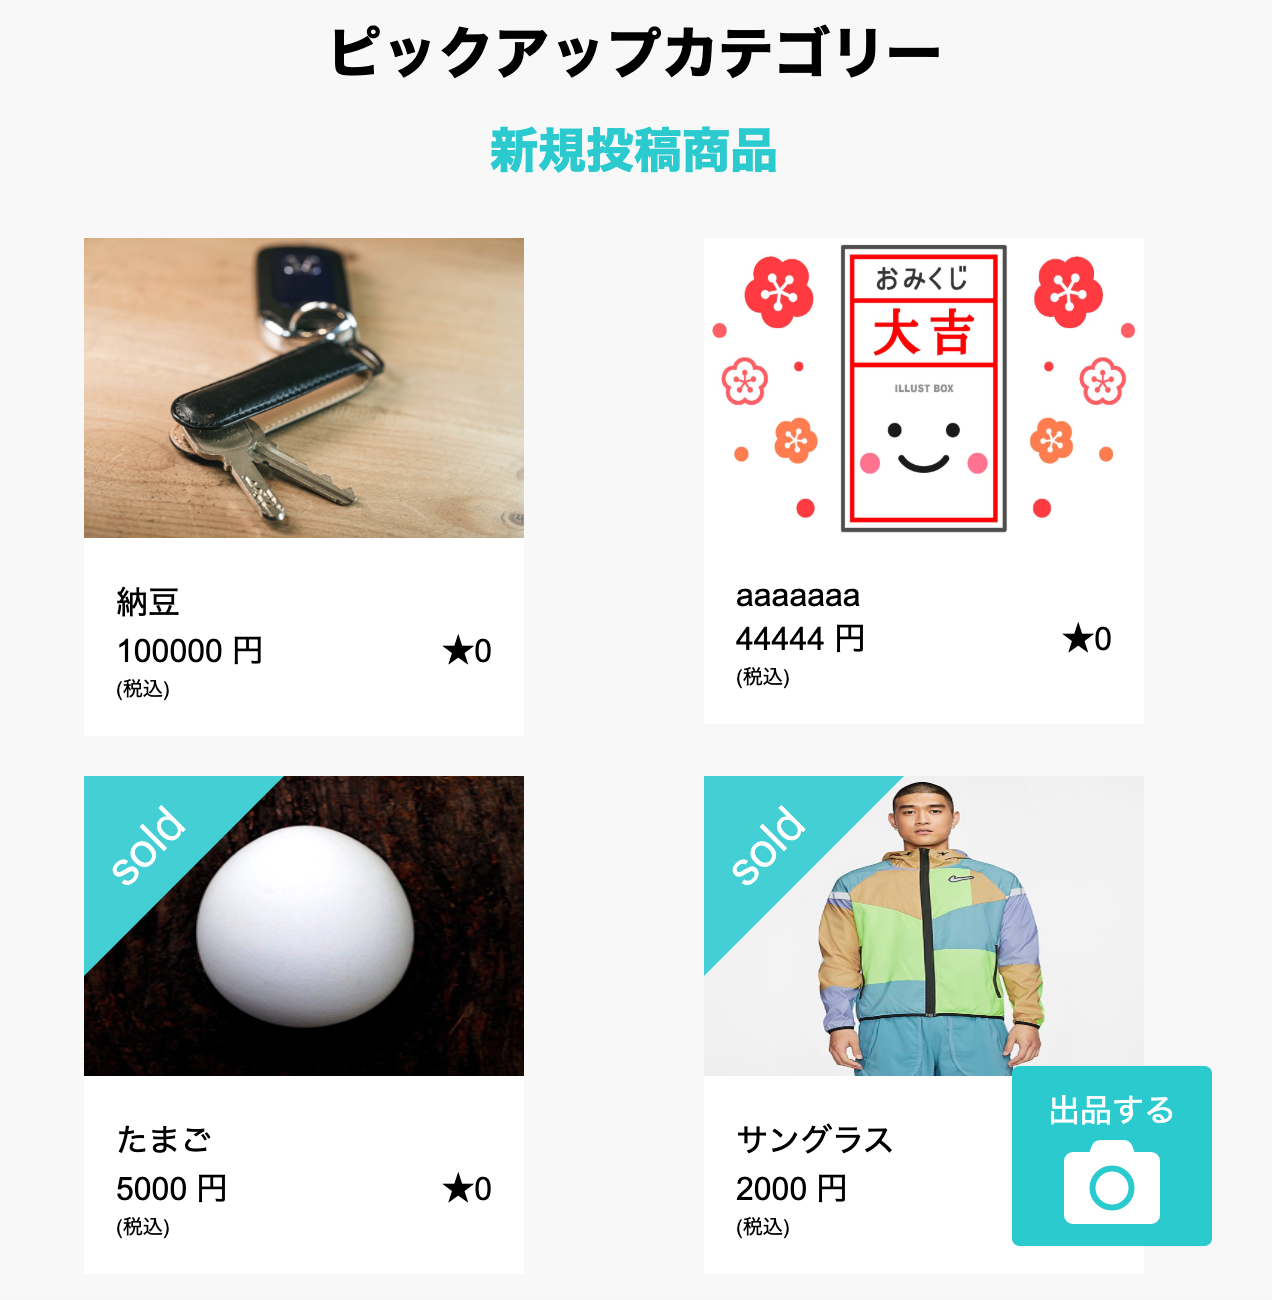 ピックアップカテゴリー
新規投稿商品
おみくじ
大吉
ILLUST BOX
納豆
100000 円
★0
(税込)
aaaaaaa
44444 円
★0
(税込)
sold
たまご
5000 円
★0
(税込)
sold
サングラス
2000 円
(税込)
出品する